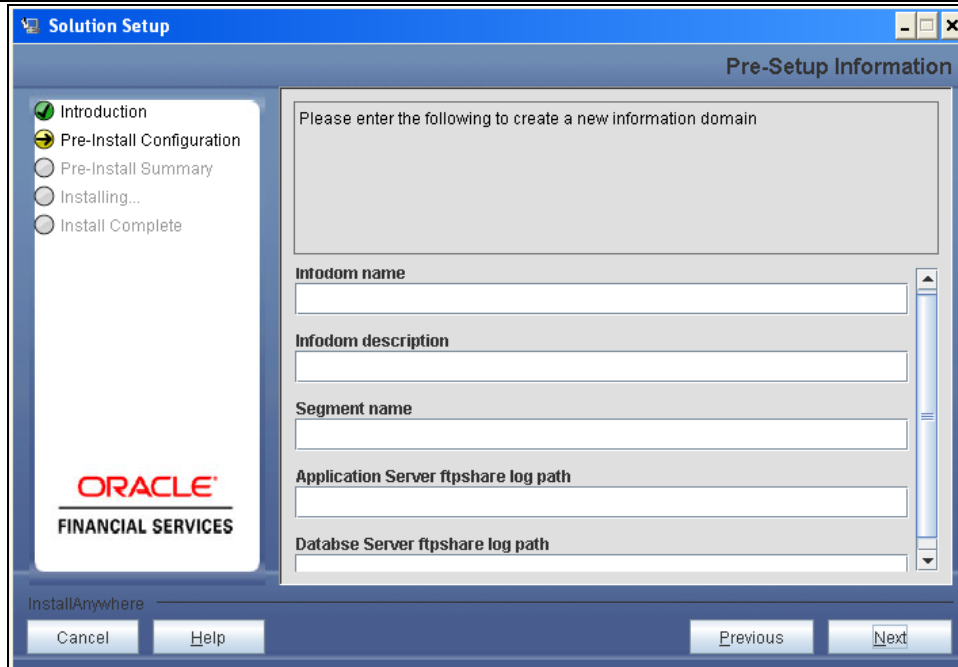 Solution Setup
Pre-Setup Information
Introduction
Pre-Install Configuration
Pre-Install Summary
Installing...
Install Complete
ORACLE
FINANCIAL SERVICES
Please enter the following to create a new information domain
Infodom name
Infodom description
Segment name
Application Server ftpshare log path
Databse Server ftpshare log path
InstallAnywhere
Cancel
Help
Previous
Next